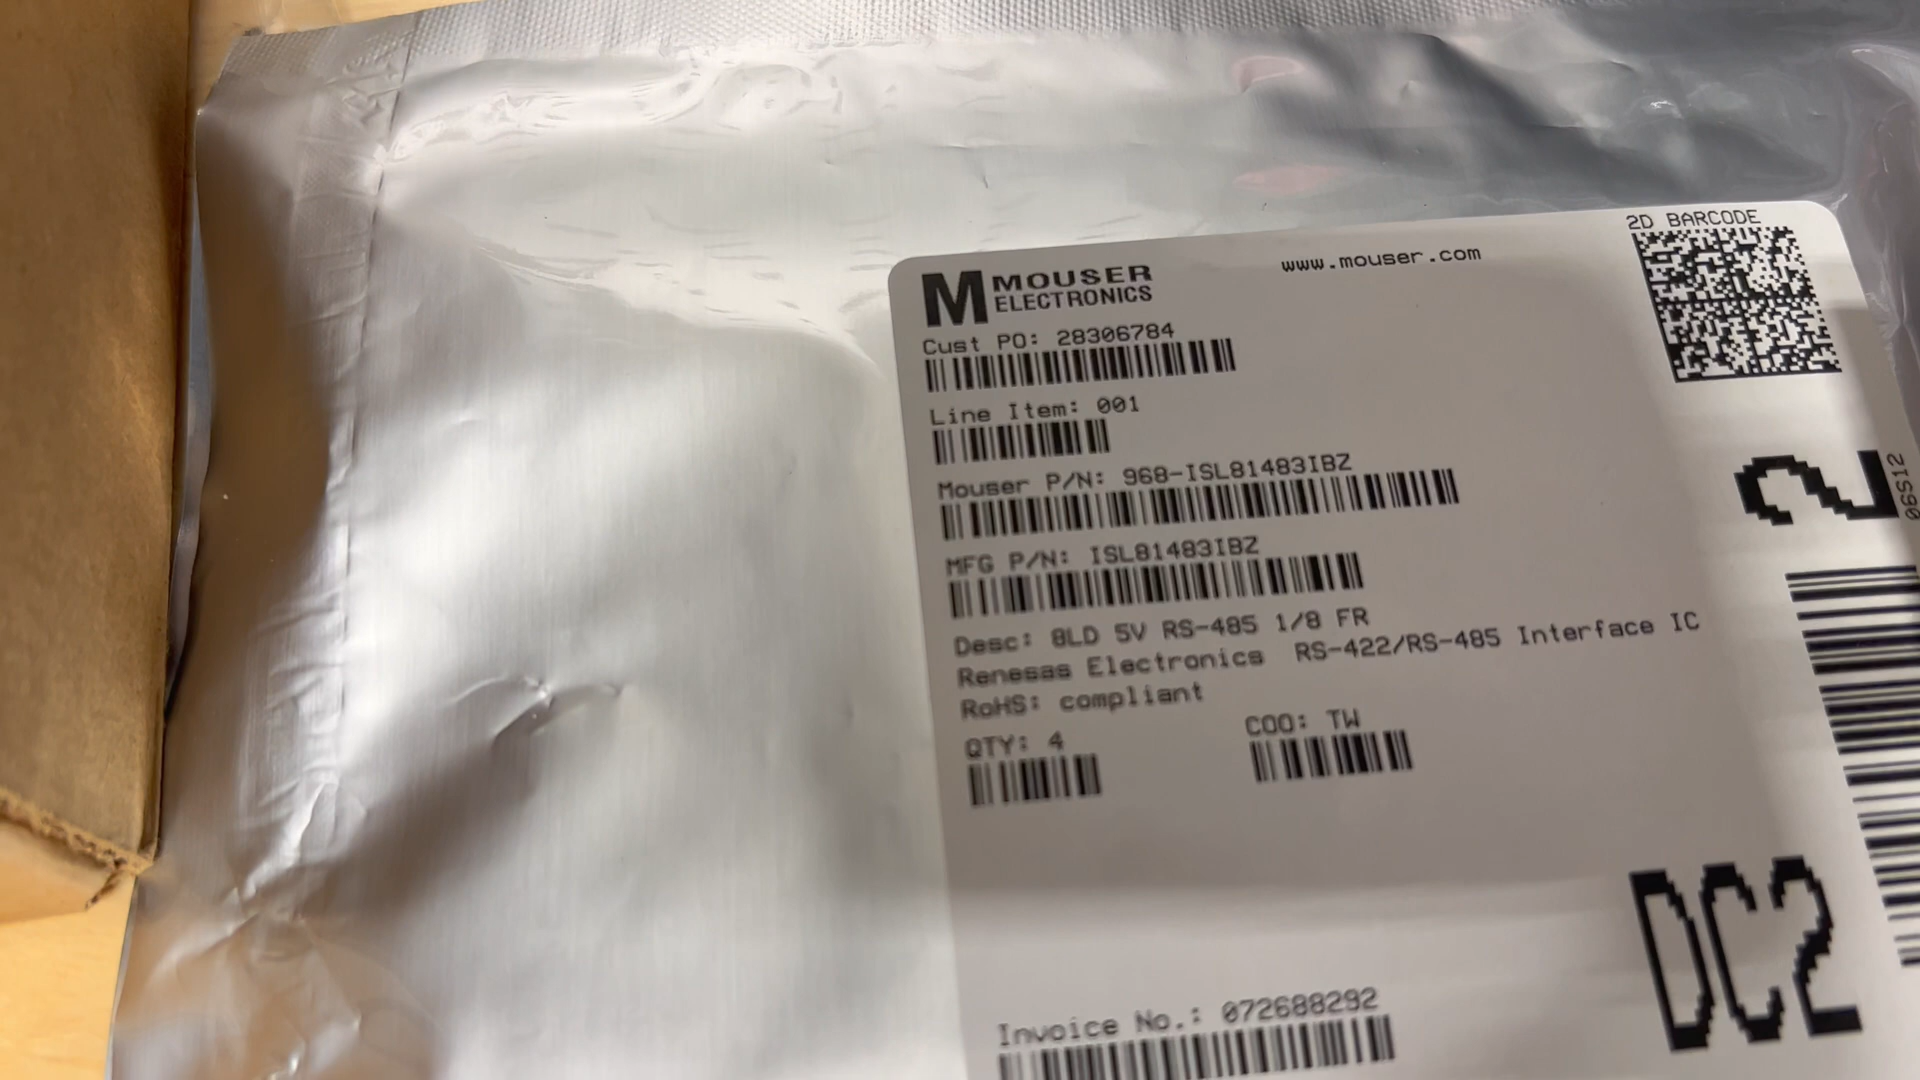 2D BARCODE
www.mouser.com
M MOUSER
ELECTRONICS
Cust PO: 28306784
Line Item: 001
Mouser P/N: 968-ISL81483IBZ
MFG P/N: ISL81483IBZ
Desc: 8LD 5V RS-485 1/8 FR
Renesas Electronics RS-422/RS-485 Interface IC
RoHS: compliant
QTY: 4
COO: TW
Invoice No.: 072688292
2
06S12
DC2